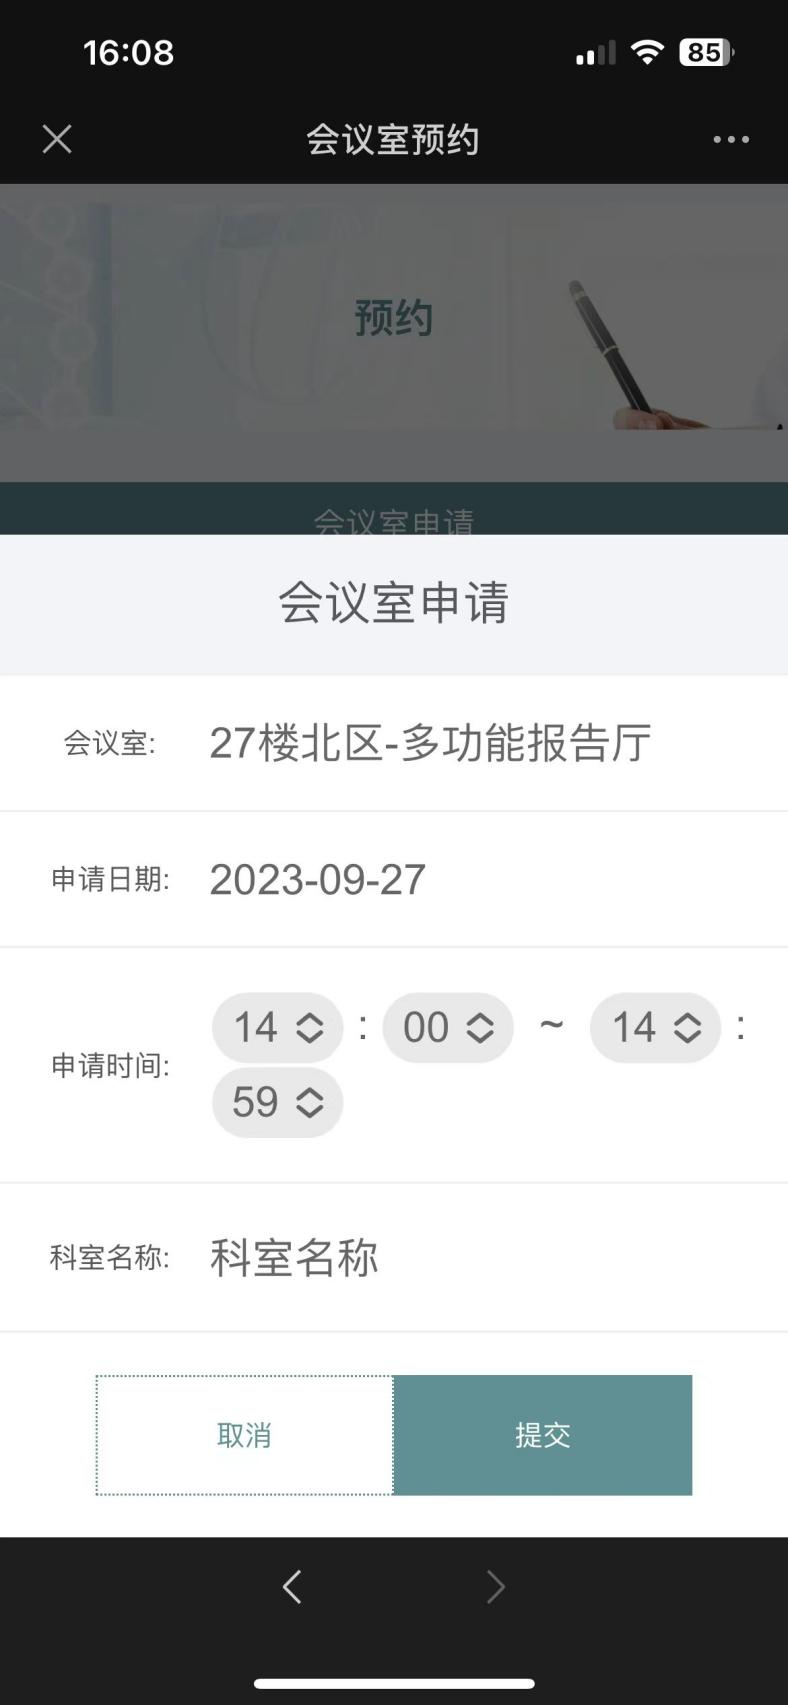 16:08
85
会议室预约
预约
会议室申请
会议室申请
会议室: 27楼北区-多功能报告厅
申请日期: 2023-09-27
申请时间: 14 : 00 ~ 14 :
59
科室名称: 科室名称
取消 提交